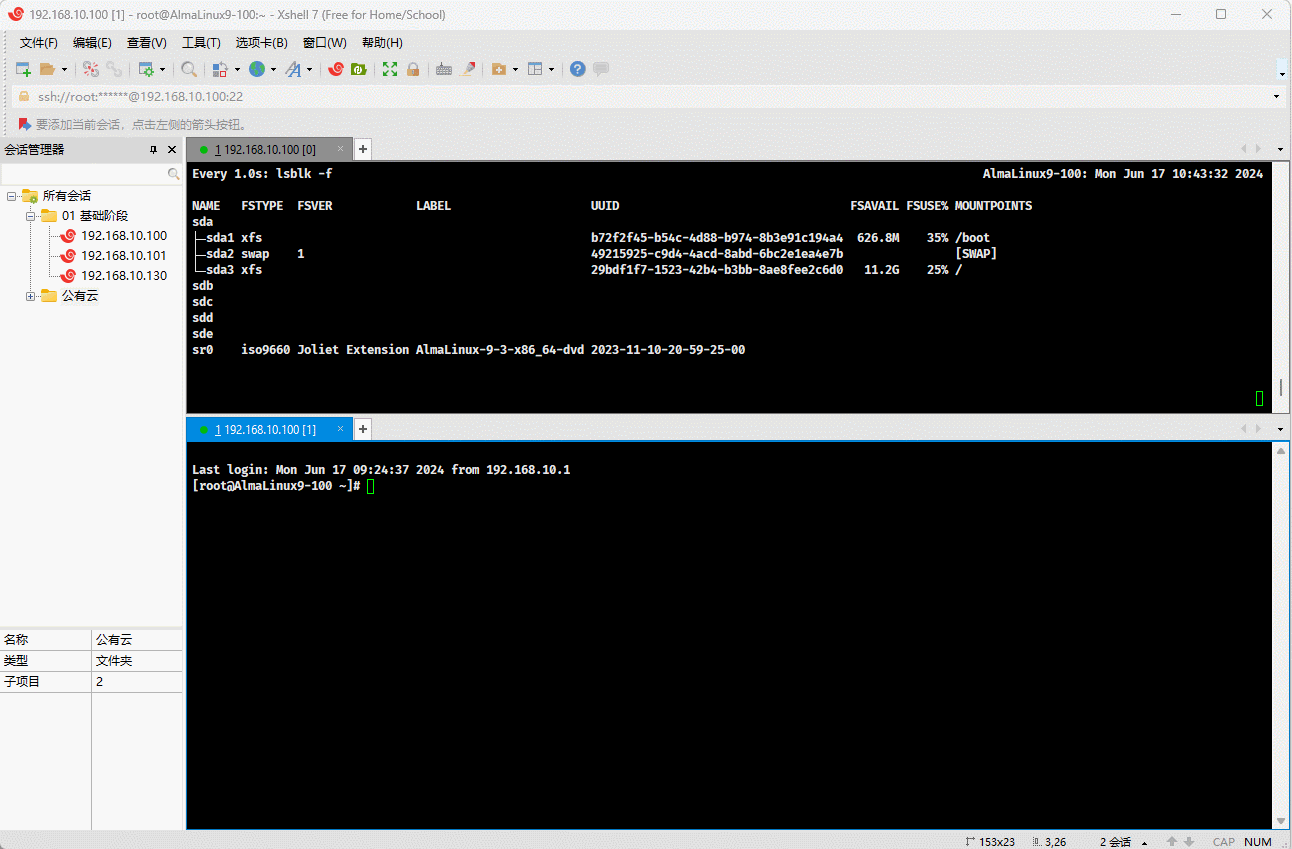 192.168.10.100 [1] - root@AlmaLinux9-100:~ - Xshell 7 (Free for Home/School)
文件(F) 编辑(E) 查看(V) 工具(T) 选项卡(B) 窗口(W) 帮助(H)
ssh://root:******@192.168.10.100:22
要添加当前会话，点击左侧的箭头按钮。
会话管理器
所有会话
01 基础阶段
192.168.10.100
192.168.10.101
192.168.10.130
公有云
名称 公有云
类型 文件夹
子项目 2
1 192.168.10.100 [0]
Every 1.0s: lsblk -f AlmaLinux9-100: Mon Jun 17 10:43:32 2024
NAME FSTYPE FSVER LABEL UUID FSAVAIL FSUSE% MOUNTPOINTS
sda
├─sda1 xfs b72f2f45-b54c-4d88-b974-8b3e91c194a4 626.8M 35% /boot
├─sda2 swap 1 49215925-c9d4-4acd-8abd-6bc2e1ea4e7b [SWAP]
└─sda3 xfs 29bdf1f7-1523-42b4-b3bb-8ae8fee2c6d0 11.2G 25% /
sdb
sdc
sdd
sde
sr0 iso9660 Joliet Extension AlmaLinux-9-3-x86_64-dvd 2023-11-10-20-59-25-00
1 192.168.10.100 [1]
Last login: Mon Jun 17 09:24:37 2024 from 192.168.10.1
[root@AlmaLinux9-100 ~]#
153x23 3,26 2 会话 CAP NUM